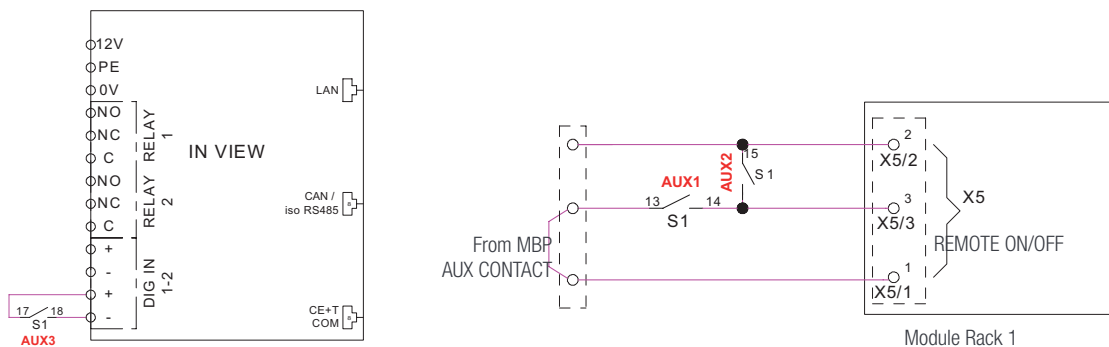 12V
PE
0V
NO
NC
C
RELAY 1
NO
NC
C
RELAY 2
+
-
+
-
DIG IN 1-2
IN VIEW
LAN
CAN / iso RS485
CE+T COM
17
18
S1
AUX3
From MBP
AUX CONTACT
AUX1
13
14
S1
AUX2
15
S1
2
X5/2
3
X5/3
1
X5/1
X5
REMOTE ON/OFF
Module Rack 1